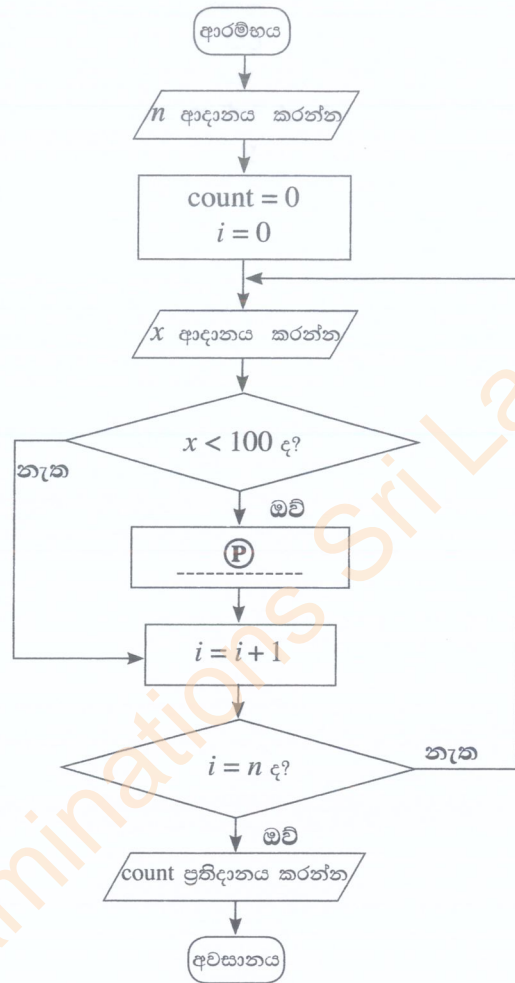 ආරම්භය
n ආදානය කරන්න
count = 0
i = 0
x ආදානය කරන්න
x < 100 ද?
නැත
ඔව්
P
i = i + 1
i = n ද?
නැත
ඔව්
count ප්‍රතිදානය කරන්න
අවසානය